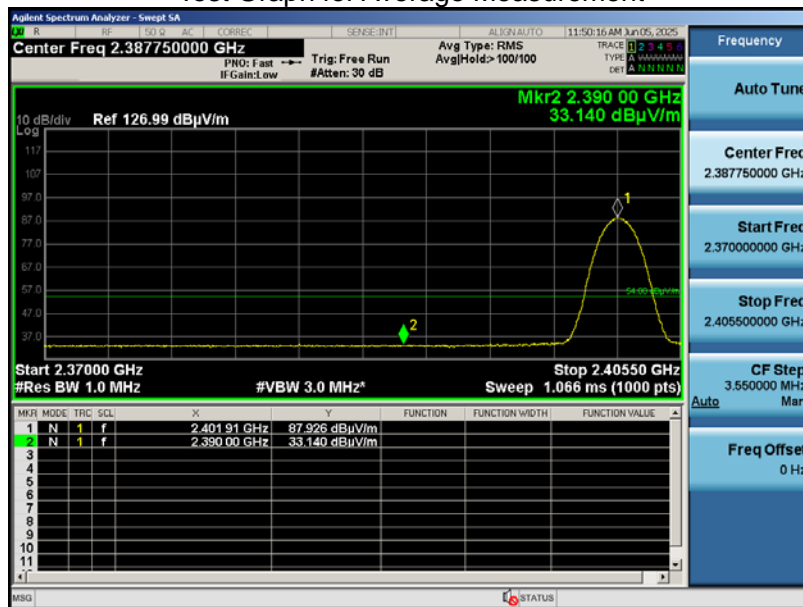 Agilent Spectrum Analyzer - Swept SA
R RF 50 Ω AC CORREC SENSE:INT ALIGN AUTO 11:50:16 AM Jun 05, 2025
Center Freq 2.387750000 GHz
PNO: Fast
IFGain:Low
Trig: Free Run
#Atten: 30 dB
Avg Type: RMS
Avg|Hold:> 100/100
TRACE 1 2 3 4 5 6
TYPE A WWWWW
DET A N N N N N
Frequency
Auto Tune
Center Freq
2.387750000 GHz
Start Freq
2.370000000 GHz
Stop Freq
2.405500000 GHz
CF Step
3.550000 MHz
Auto Man
Freq Offset
0 Hz
Mkr2 2.390 00 GHz
33.140 dBµV/m
10 dB/div Ref 126.99 dBµV/m
Log
117
107
97.0
87.0
77.0
67.0
57.0
47.0
37.0
1
2
54.00 dBµV/m
Start 2.37000 GHz Stop 2.40550 GHz
#Res BW 1.0 MHz #VBW 3.0 MHz* Sweep 1.066 ms (1000 pts)
MKR MODE TRC SCL X Y FUNCTION FUNCTION WIDTH FUNCTION VALUE
1 N 1 f 2.401 91 GHz 87.926 dBµV/m
2 N 1 f 2.390 00 GHz 33.140 dBµV/m
3
4
5
6
7
8
9
10
11
MSG STATUS